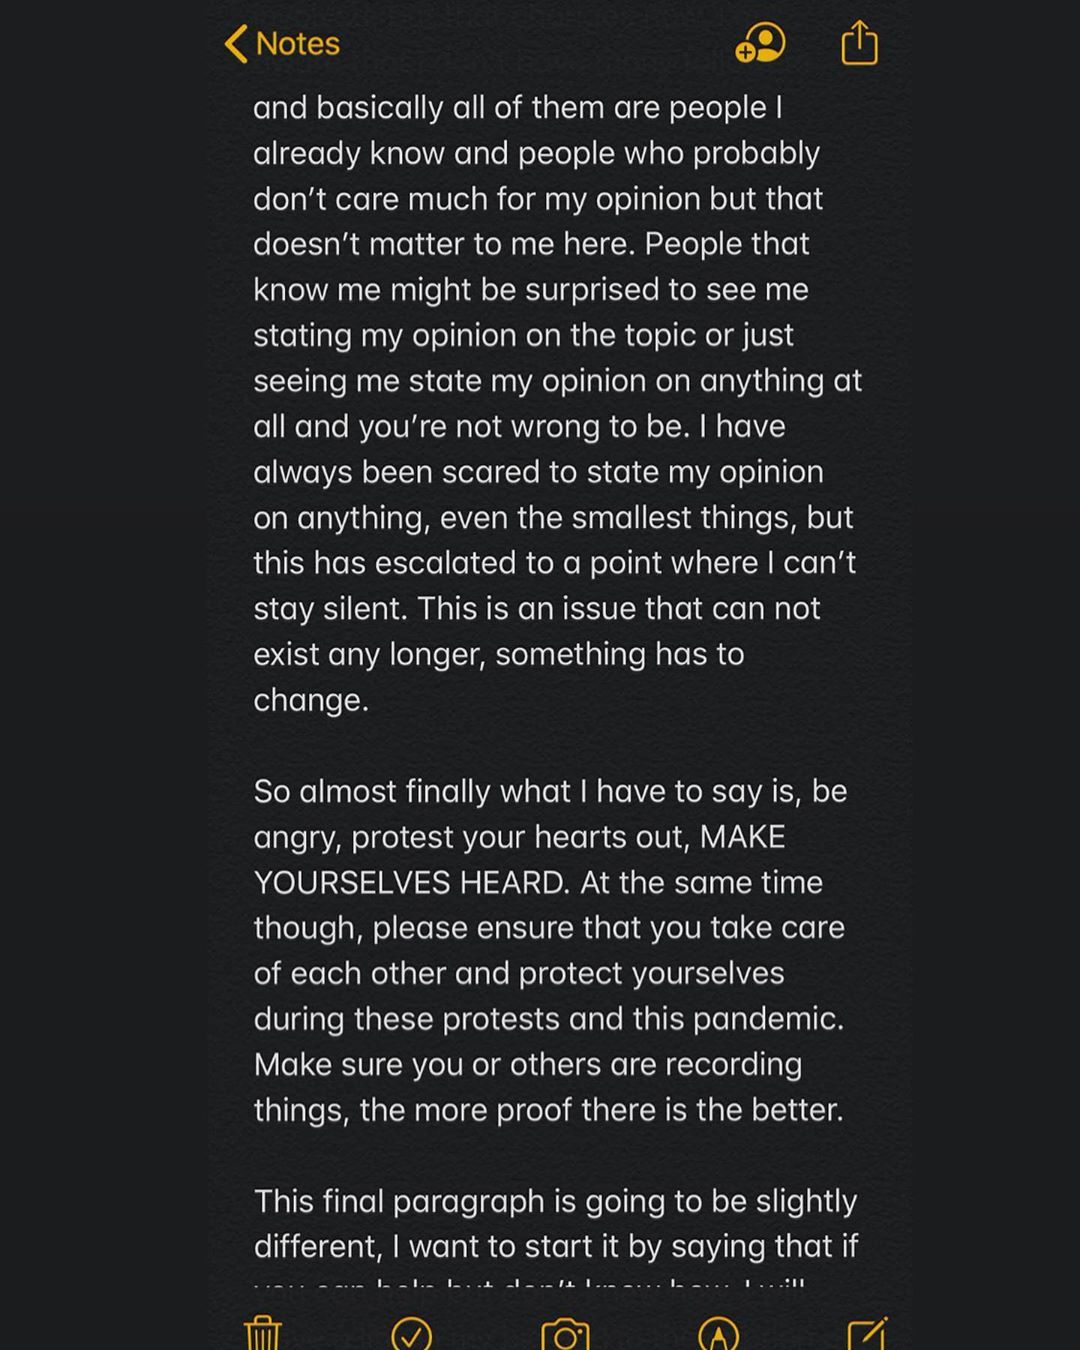 Notes
and basically all of them are people I
already know and people who probably
don't care much for my opinion but that
doesn't matter to me here. People that
know me might be surprised to see me
stating my opinion on the topic or just
seeing me state my opinion on anything at
all and you're not wrong to be. I have
always been scared to state my opinion
on anything, even the smallest things, but
this has escalated to a point where I can't
stay silent. This is an issue that can not
exist any longer, something has to
change.
So almost finally what I have to say is, be
angry, protest your hearts out, MAKE
YOURSELVES HEARD. At the same time
though, please ensure that you take care
of each other and protect yourselves
during these protests and this pandemic.
Make sure you or others are recording
things, the more proof there is the better.
This final paragraph is going to be slightly
different, I want to start it by saying that if
you can help but don't know how, I will